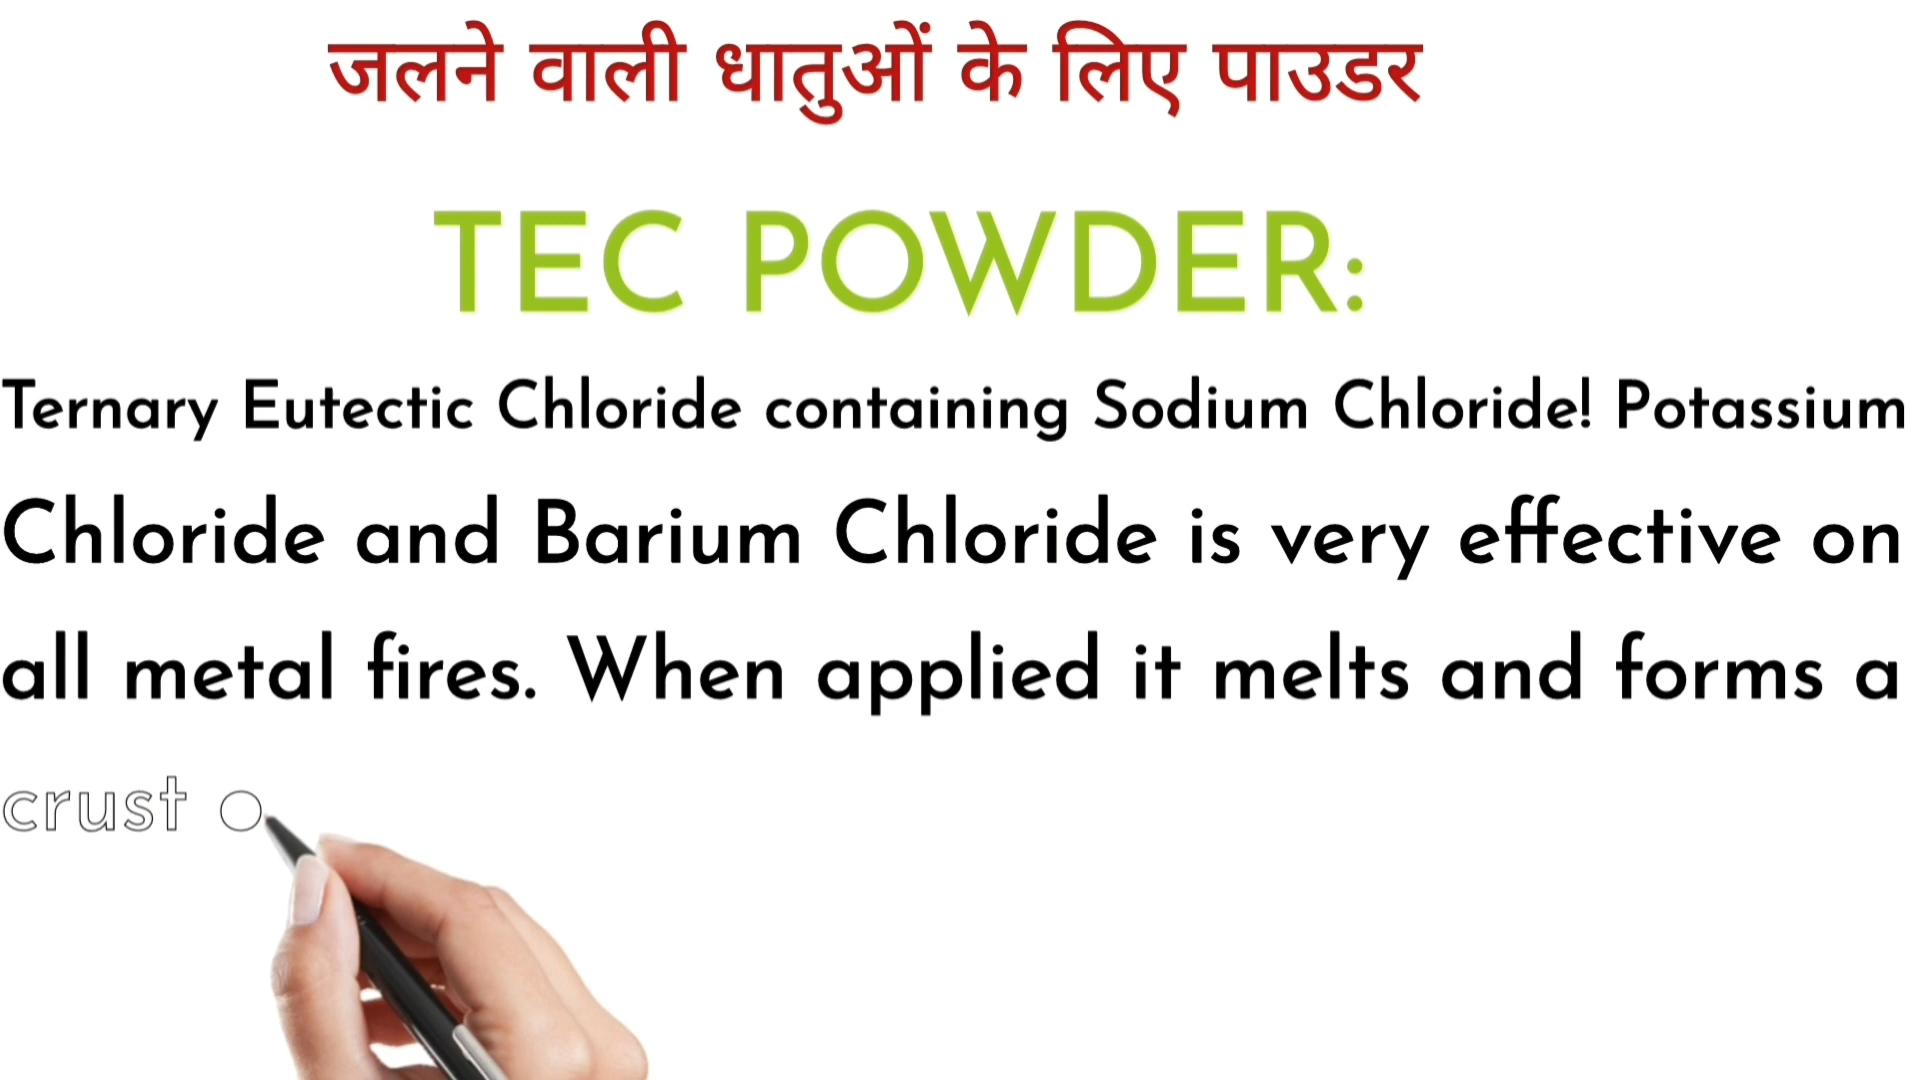 जलने वाली धातुओं के लिए पाउडर
TEC POWDER:
Ternary Eutectic Chloride containing Sodium Chloride! Potassium
Chloride and Barium Chloride is very effective on
all metal fires. When applied it melts and forms a
crust o